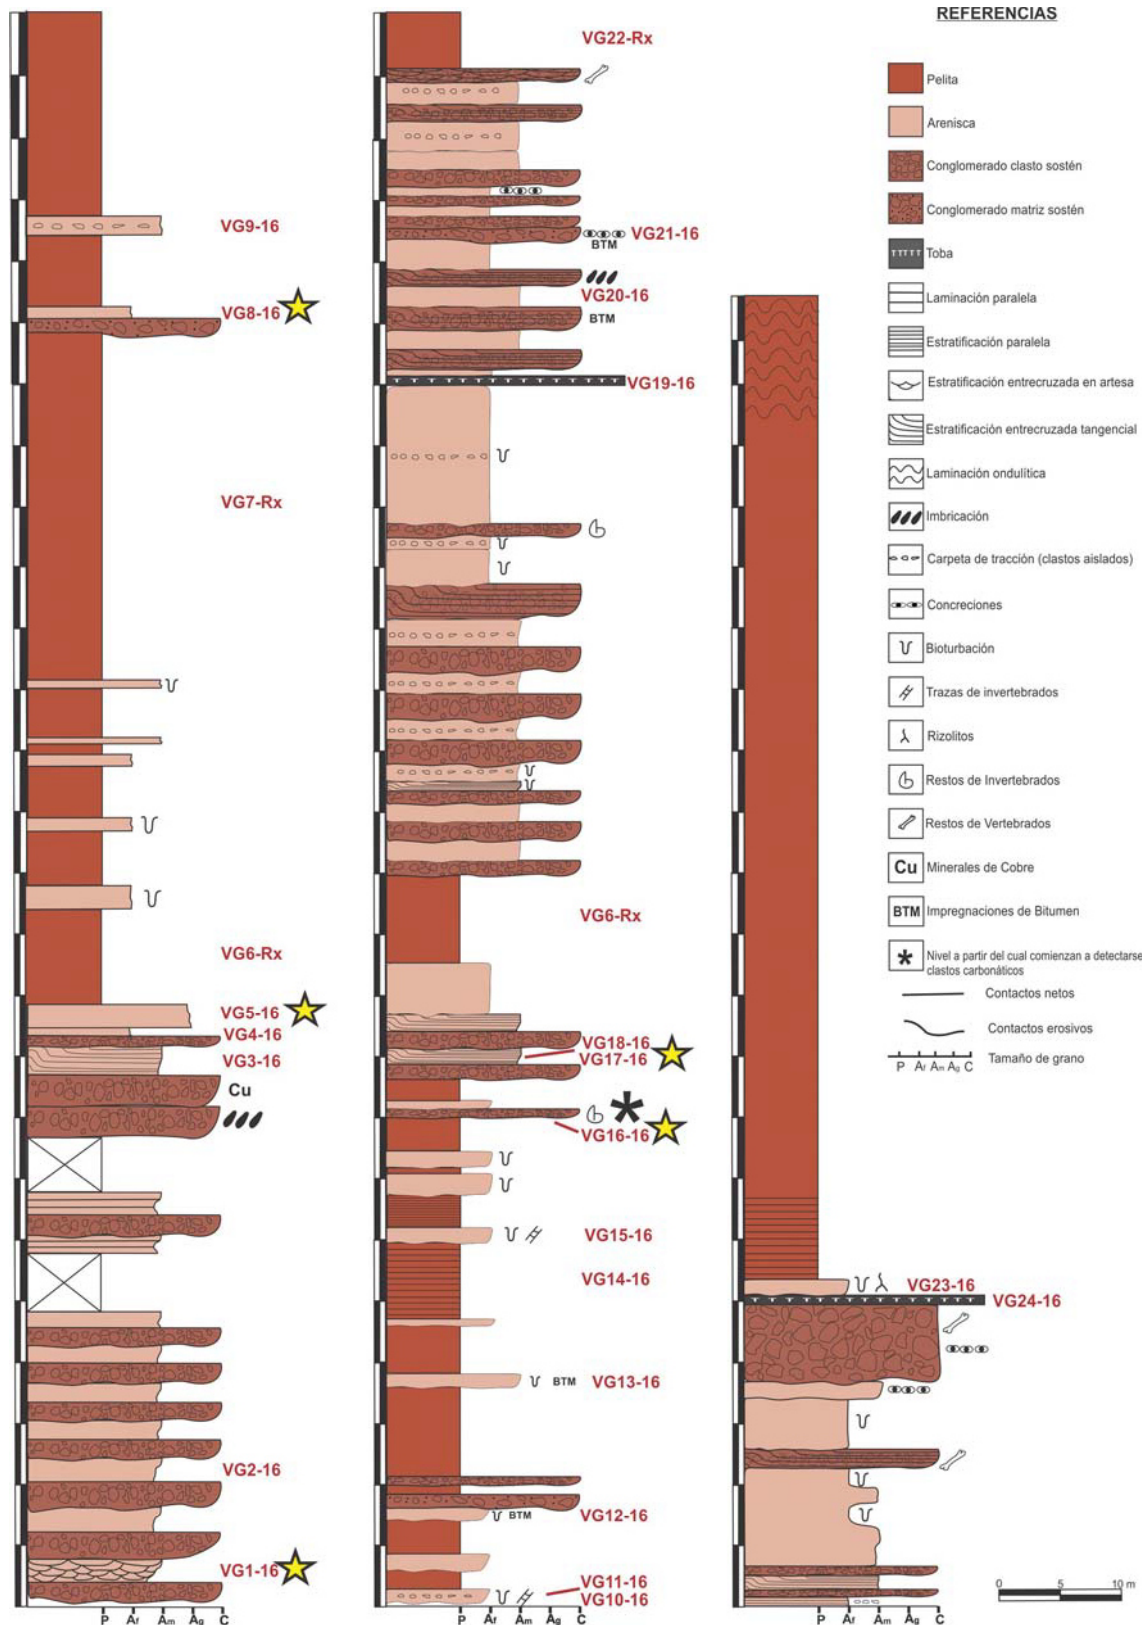 VG9-16
VG8-16
VG7-Rx
VG6-Rx
VG5-16
VG4-16
VG3-16
Cu
VG2-16
VG1-16
P Af Am Ag C
VG22-Rx
VG21-16
BTM
VG20-16
BTM
VG19-16
VG6-Rx
VG18-16
VG17-16
*
VG16-16
VG15-16
VG14-16
BTM VG13-16
BTM VG12-16
VG11-16
VG10-16
P Af Am Ag C
VG23-16
VG24-16
P Af Am Ag C
0 5 10 m
REFERENCIAS
Pelita
Arenisca
Conglomerado clasto sostén
Conglomerado matriz sostén
Toba
Laminación paralela
Estratificación paralela
Estratificación entrecruzada en artesa
Estratificación entrecruzada tangencial
Laminación ondulítica
Imbricación
Carpeta de tracción (clastos aislados)
Concreciones
Bioturbación
Trazas de invertebrados
Rizolitos
Restos de Invertebrados
Restos de Vertebrados
Cu Minerales de Cobre
BTM Impregnaciones de Bitumen
* Nivel a partir del cual comienzan a detectarse
clastos carbonáticos
Contactos netos
Contactos erosivos
Tamaño de grano
P Af Am Ag C